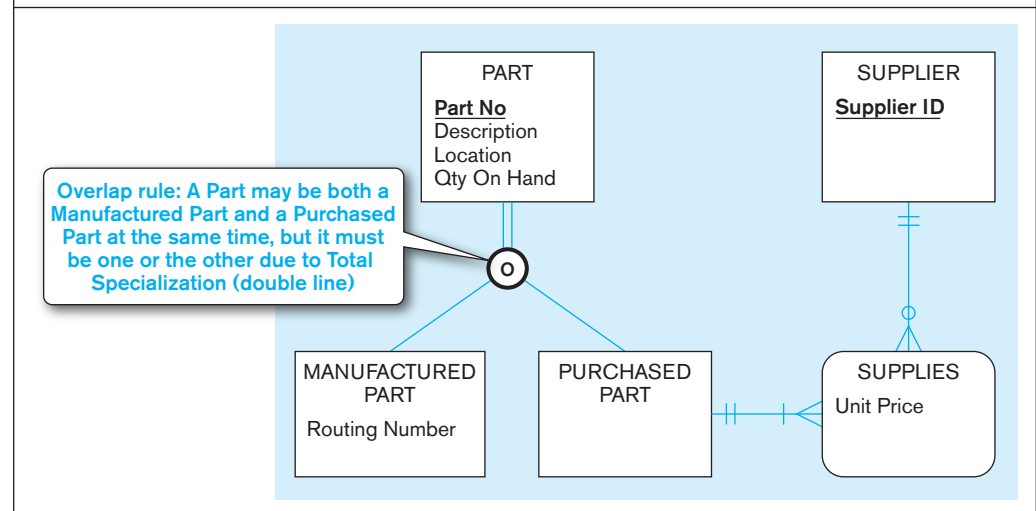 PART
Part No
Description
Location
Qty On Hand
SUPPLIER
Supplier ID
Overlap rule: A Part may be both a
Manufactured Part and a Purchased
Part at the same time, but it must
be one or the other due to Total
Specialization (double line)
O
MANUFACTURED
PART
Routing Number
PURCHASED
PART
SUPPLIES
Unit Price